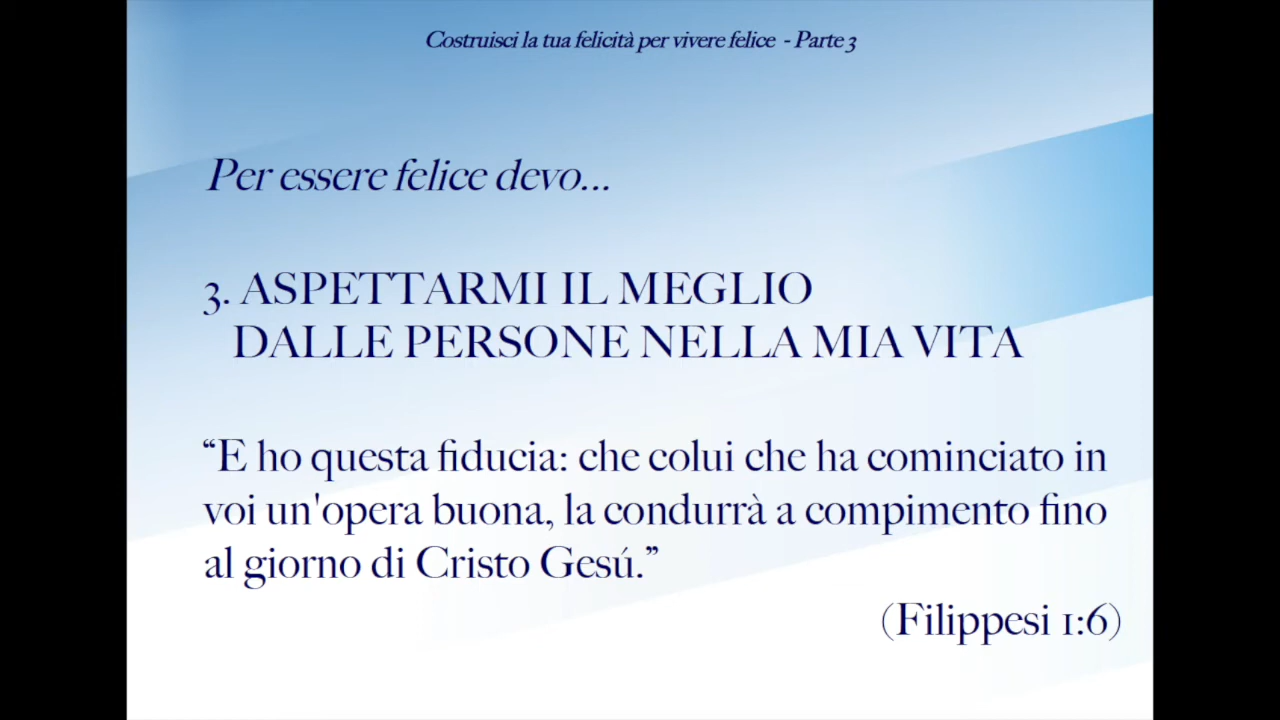 Costruisci la tua felicità per vivere felice - Parte 3
Per essere felice devo...
3. ASPETTARMI IL MEGLIO
DALLE PERSONE NELLA MIA VITA
“E ho questa fiducia: che colui che ha cominciato in
voi un'opera buona, la condurrà a compimento fino
al giorno di Cristo Gesú.”
(Filippesi 1:6)